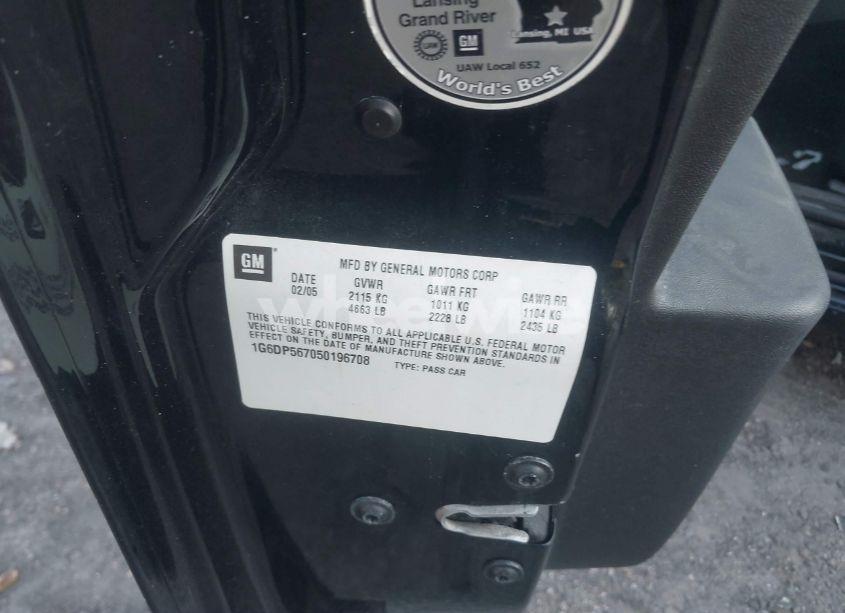 Lansing
Grand River
Lansing, MI USA
UAW
GM
UAW Local 652
World's Best
GM
MFD BY GENERAL MOTORS CORP
DATE GVWR GAWR FRT GAWR RR
02/05 2115 KG 1011 KG 1104 KG
4663 LB 2228 LB 2435 LB
THIS VEHICLE CONFORMS TO ALL APPLICABLE U.S. FEDERAL MOTOR
VEHICLE SAFETY, BUMPER, AND THEFT PREVENTION STANDARDS IN
EFFECT ON THE DATE OF MANUFACTURE SHOWN ABOVE.
1G6DP567050196708 TYPE: PASS CAR